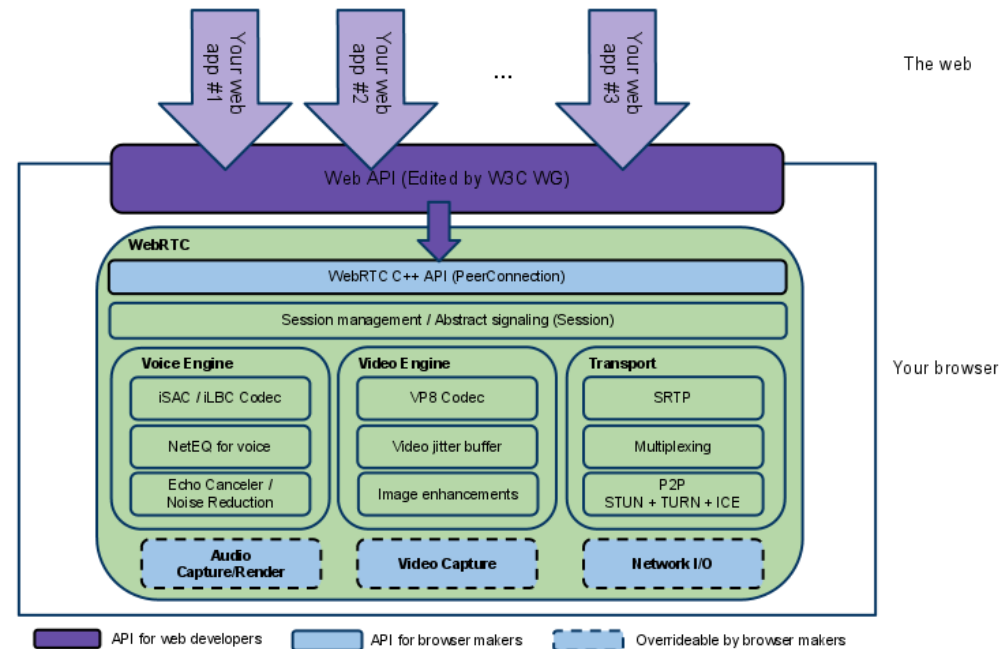 Your web
app #1
Your web
app #2
...
Your web
app #3
The web
Web API (Edited by W3C WG)
WebRTC
WebRTC C++ API (PeerConnection)
Session management / Abstract signaling (Session)
Your browser
Voice Engine
iSAC / iLBC Codec
NetEQ for voice
Echo Canceler /
Noise Reduction
Video Engine
VP8 Codec
Video jitter buffer
Image enhancements
Transport
SRTP
Multiplexing
P2P
STUN + TURN + ICE
Audio
Capture/Render
Video Capture
Network I/O
API for web developers
API for browser makers
Overrideable by browser makers